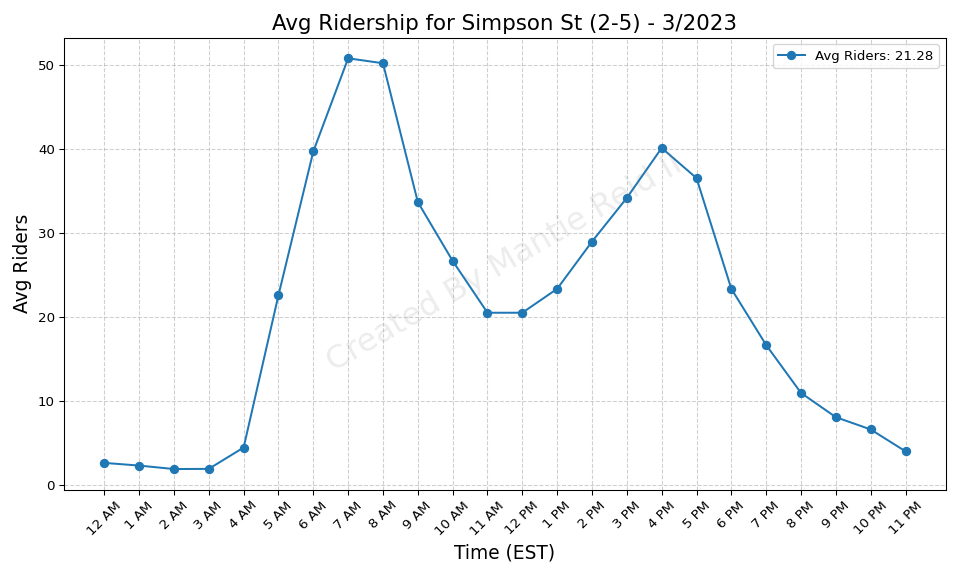 Avg Ridership for Simpson St (2-5) - 3/2023
Avg Riders: 21.28
Avg Riders
50
40
30
20
10
0
Created By Mantie Reid II
12 AM
1 AM
2 AM
3 AM
4 AM
5 AM
6 AM
7 AM
8 AM
9 AM
10 AM
11 AM
12 PM
1 PM
2 PM
3 PM
4 PM
5 PM
6 PM
7 PM
8 PM
9 PM
10 PM
11 PM
Time (EST)